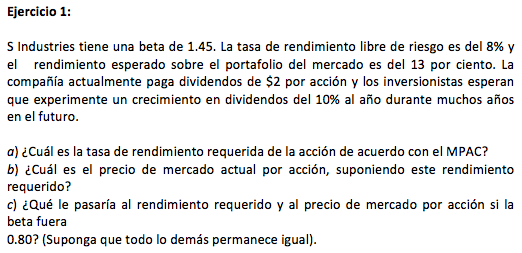 Ejercicio 1:
S Industries tiene una beta de 1.45. La tasa de rendimiento libre de riesgo es del 8% y
el rendimiento esperado sobre el portafolio del mercado es del 13 por ciento. La
compañía actualmente paga dividendos de $2 por acción y los inversionistas esperan
que experimente un crecimiento en dividendos del 10% al año durante muchos años
en el futuro.
a) ¿Cuál es la tasa de rendimiento requerida de la acción de acuerdo con el MPAC?
b) ¿Cuál es el precio de mercado actual por acción, suponiendo este rendimiento
requerido?
c) ¿Qué le pasaría al rendimiento requerido y al precio de mercado por acción si la
beta fuera
0.80? (Suponga que todo lo demás permanece igual).